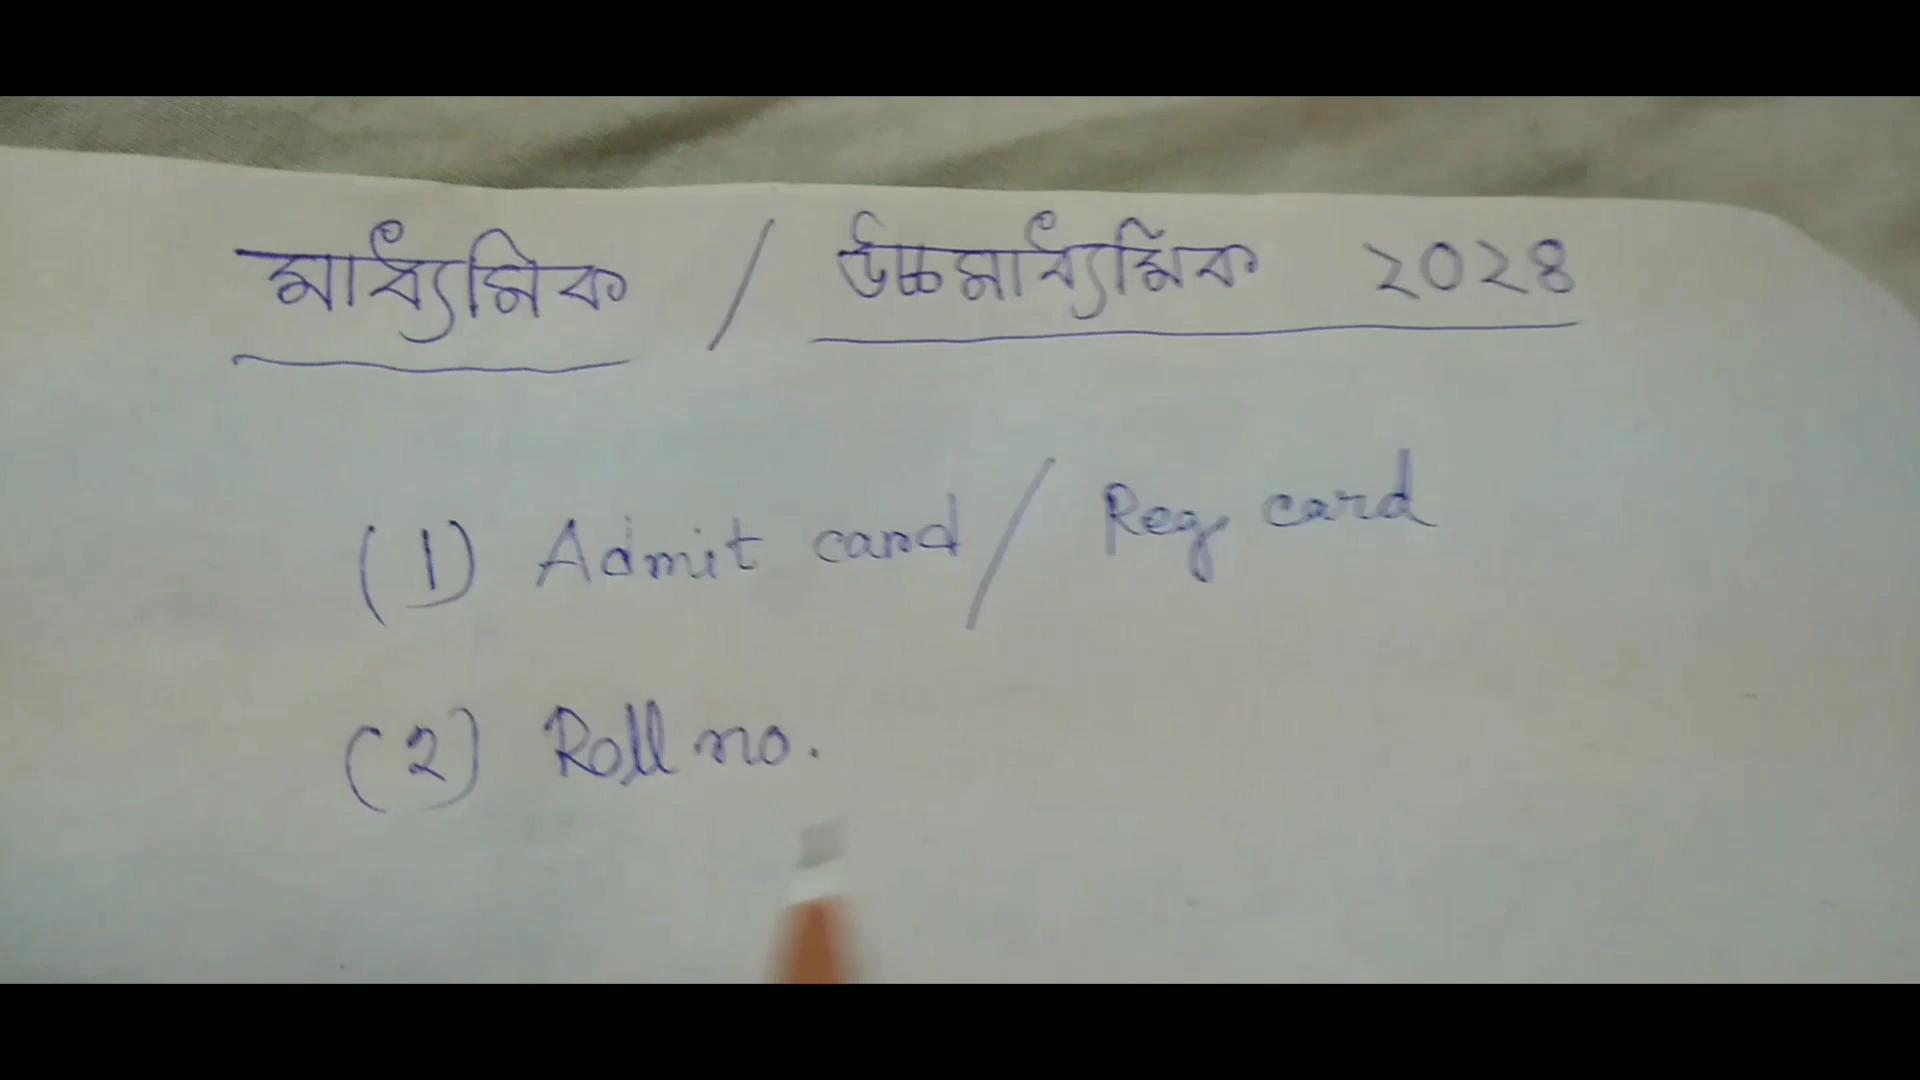 মাধ্যমিক / উচ্চমাধ্যমিক ২০২৪
(1) Admit card / Reg. card
(2) Roll no.